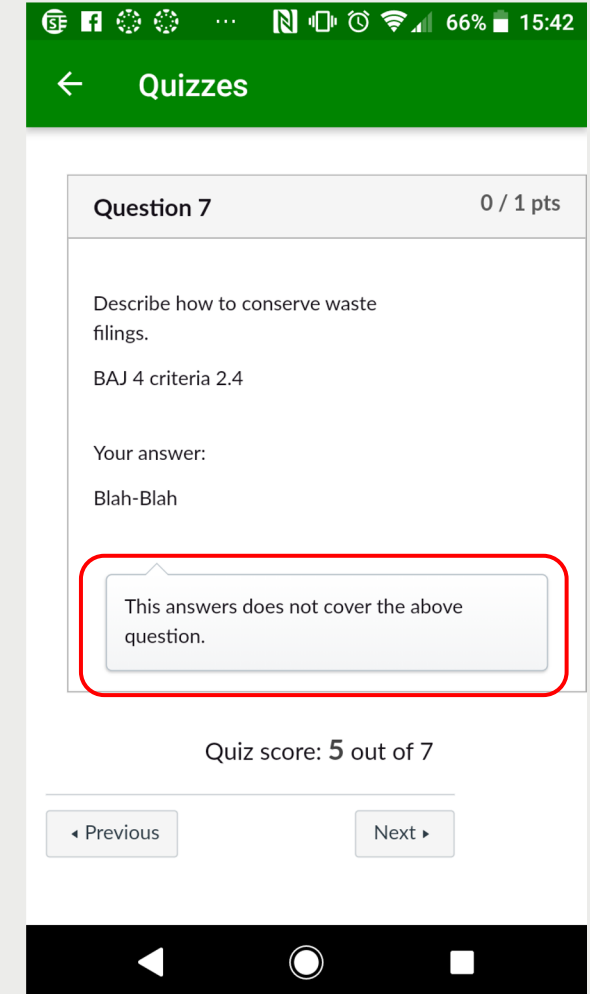 66% 15:42
Quizzes
Question 7 0 / 1 pts
Describe how to conserve waste
filings.
BAJ 4 criteria 2.4
Your answer:
Blah-Blah
This answers does not cover the above
question.
Quiz score: 5 out of 7
Previous Next